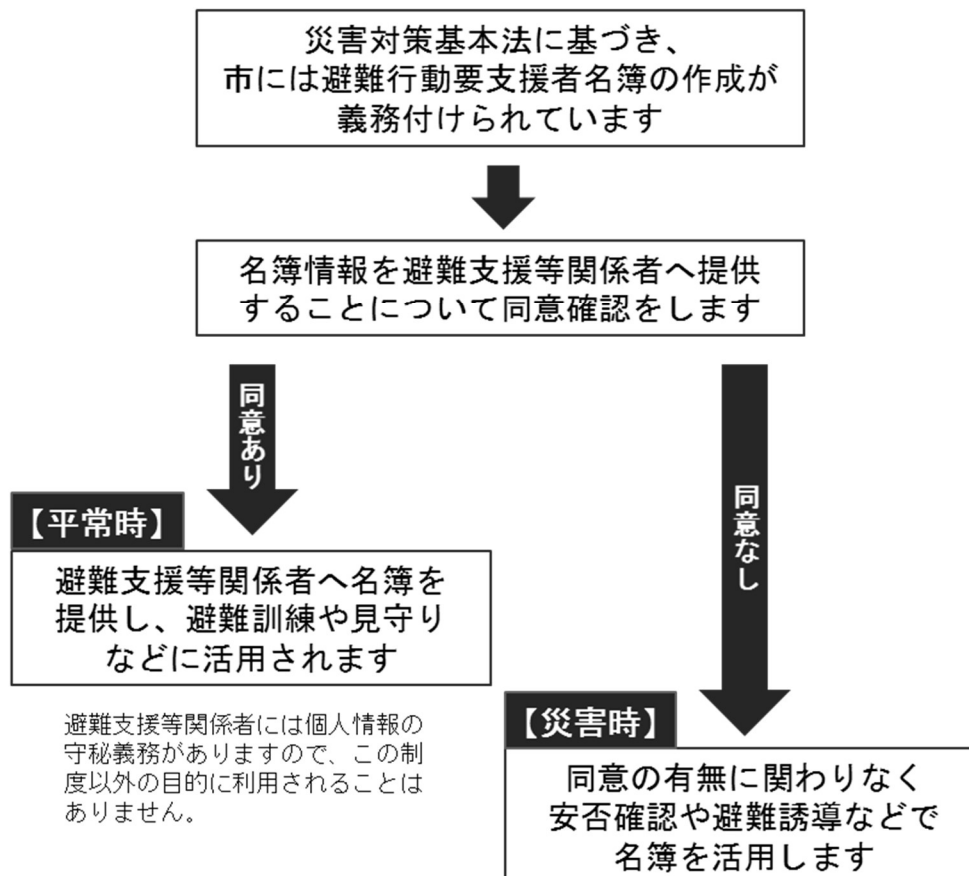 災害対策基本法に基づき、
市には避難行動要支援者名簿の作成が
義務付けられています
名簿情報を避難支援等関係者へ提供
することについて同意確認をします
同意あり
同意なし
【平常時】
避難支援等関係者へ名簿を
提供し、避難訓練や見守り
などに活用されます
避難支援等関係者には個人情報の
守秘義務がありますので、この制
度以外の目的に利用されることは
ありません。
【災害時】
同意の有無に関わりなく
安否確認や避難誘導などで
名簿を活用します